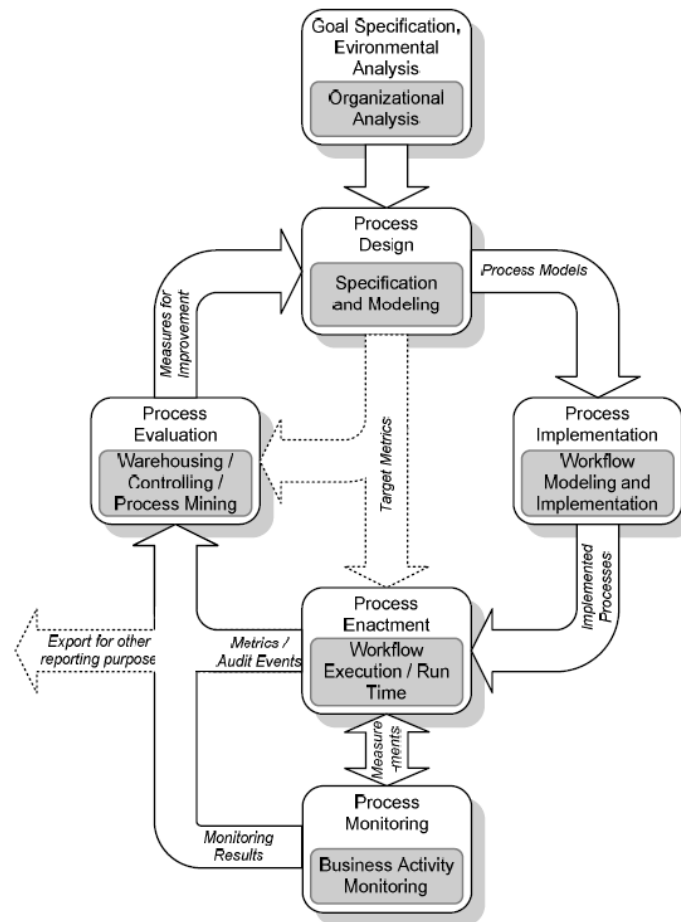 Goal Specification,
Evironmental
Analysis
Organizational
Analysis
Process
Design
Specification
and Modeling
Process Models
Measures for
Improvement
Process
Evaluation
Warehousing /
Controlling /
Process Mining
Target Metrics
Process
Implementation
Workflow
Modeling and
Implementation
Implemented
Processes
Process
Enactment
Workflow
Execution / Run
Time
Export for other
reporting purpose
Metrics /
Audit Events
Measure
-ments
Process
Monitoring
Business Activity
Monitoring
Monitoring
Results